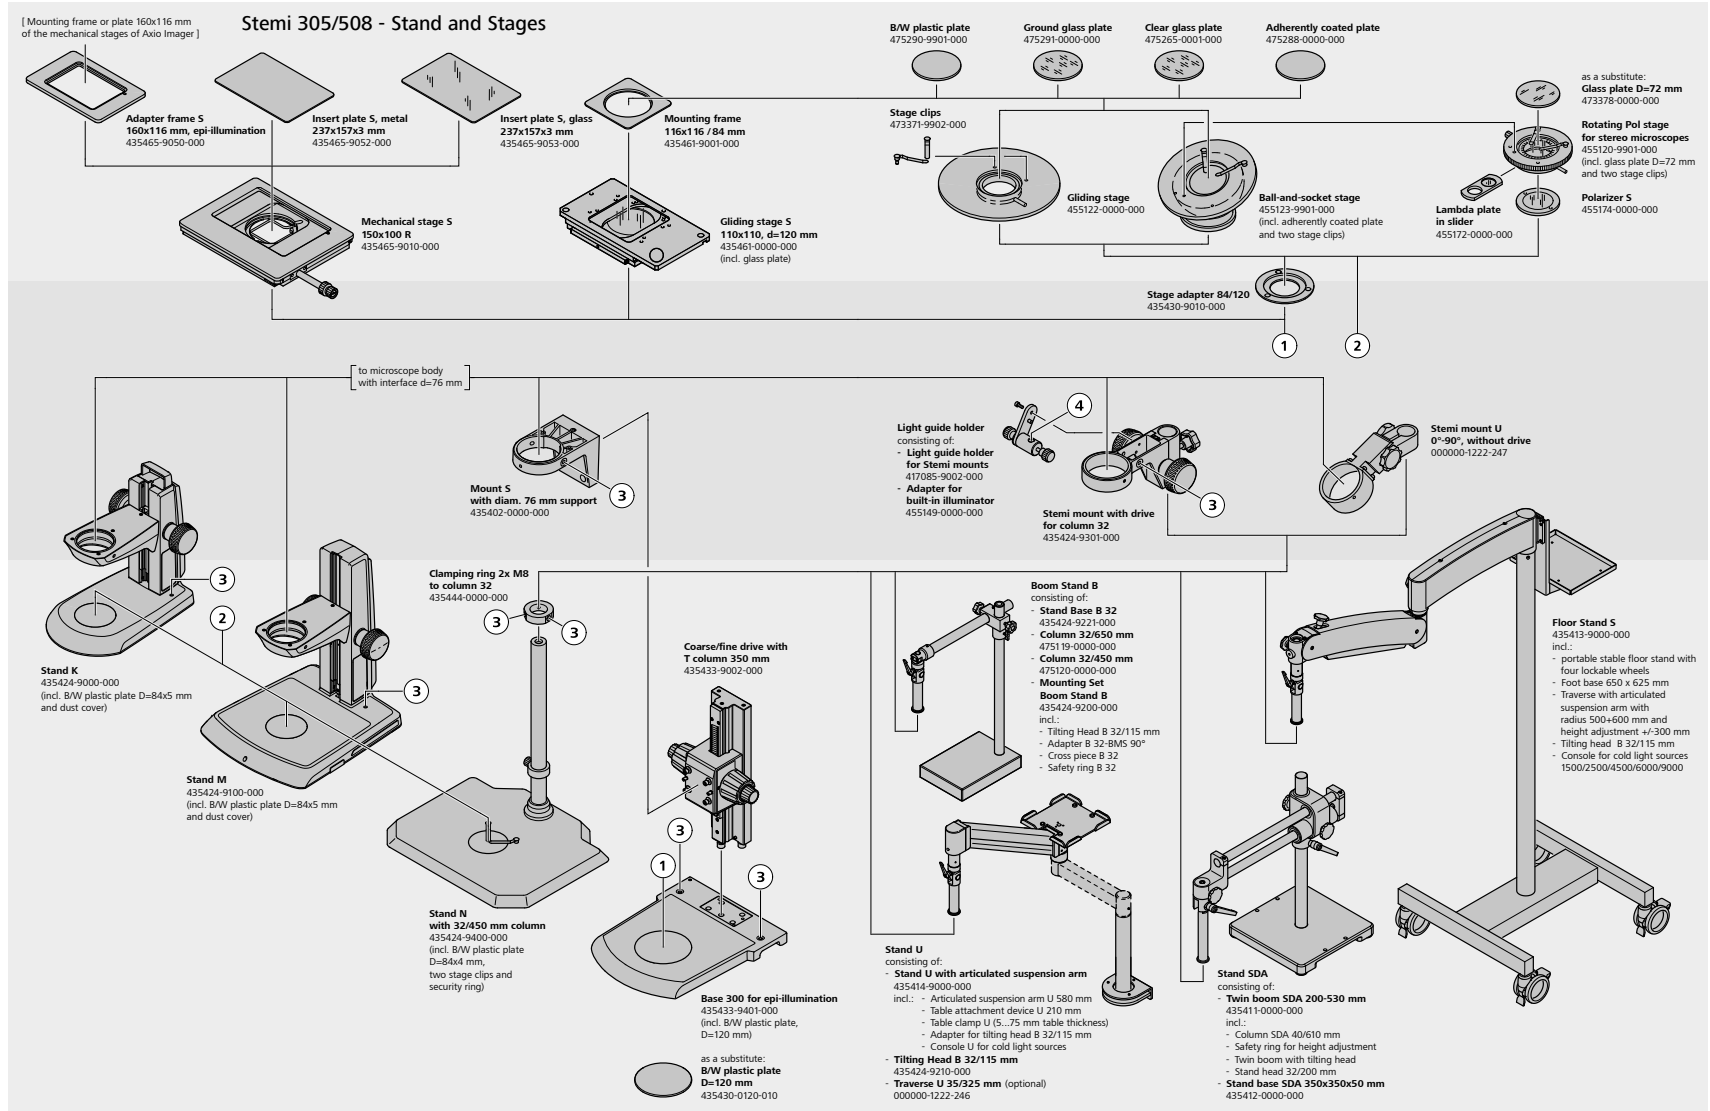 [ Mounting frame or plate 160x116 mm
of the mechanical stages of Axio Imager ]
Stemi 305/508 - Stand and Stages
B/W plastic plate
475290-9901-000
Ground glass plate
475291-0000-000
Clear glass plate
475265-0001-000
Adherently coated plate
475288-0000-000
as a substitute:
Glass plate D=72 mm
473378-0000-000
Adapter frame S
160x116 mm, epi-illumination
435465-9050-000
Insert plate S, metal
237x157x3 mm
435465-9052-000
Insert plate S, glass
237x157x3 mm
435465-9053-000
Mounting frame
116x116 / 84 mm
435461-9001-000
Stage clips
473371-9902-000
Rotating Pol stage
for stereo microscopes
455120-9901-000
(incl. glass plate D=72 mm
and two stage clips)
Mechanical stage S
150x100 R
435465-9010-000
Gliding stage S
110x110, d=120 mm
435461-0000-000
(incl. glass plate)
Gliding stage
455122-0000-000
Ball-and-socket stage
455123-9901-000
(incl. adherently coated plate
and two stage clips)
Lambda plate
in slider
455172-0000-000
Polarizer S
455174-0000-000
Stage adapter 84/120
435430-9010-000
1
2
to microscope body
with interface d=76 mm
Mount S
with diam. 76 mm support
435402-0000-000
3
Light guide holder
consisting of:
- Light guide holder
for Stemi mounts
417085-9002-000
- Adapter for
built-in illuminator
455149-0000-000
4
3
Stemi mount with drive
for column 32
435424-9301-000
Stemi mount U
0°-90°, without drive
000000-1222-247
3
2
Stand K
435424-9000-000
(incl. B/W plastic plate D=84x5 mm
and dust cover)
3
Stand M
435424-9100-000
(incl. B/W plastic plate D=84x5 mm
and dust cover)
Clamping ring 2x M8
to column 32
435444-0000-000
3
3
Stand N
with 32/450 mm column
435424-9400-000
(incl. B/W plastic plate
D=84x4 mm,
two stage clips and
security ring)
Coarse/fine drive with
T column 350 mm
435433-9002-000
3
1
3
Base 300 for epi-illumination
435433-9401-000
(incl. B/W plastic plate,
D=120 mm)
as a substitute:
B/W plastic plate
D=120 mm
435430-0120-010
Boom Stand B
consisting of:
- Stand Base B 32
435424-9221-000
- Column 32/650 mm
475119-0000-000
- Column 32/450 mm
475120-0000-000
- Mounting Set
Boom Stand B
435424-9200-000
incl.:
- Tilting Head B 32/115 mm
- Adapter B 32-BMS 90°
- Cross piece B 32
- Safety ring B 32
Stand U
consisting of:
- Stand U with articulated suspension arm
435414-9000-000
incl.: - Articulated suspension arm U 580 mm
- Table attachment device U 210 mm
- Table clamp U (5...75 mm table thickness)
- Adapter for tilting head B 32/115 mm
- Console U for cold light sources
- Tilting Head B 32/115 mm
435424-9210-000
- Traverse U 35/325 mm (optional)
000000-1222-246
Stand SDA
consisting of:
- Twin boom SDA 200-530 mm
435411-0000-000
incl.:
- Column SDA 40/610 mm
- Safety ring for height adjustment
- Twin boom with tilting head
- Stand head 32/200 mm
- Stand base SDA 350x350x50 mm
435412-0000-000
Floor Stand S
435413-9000-000
incl.:
- portable stable floor stand with
four lockable wheels
- Foot base 650 x 625 mm
- Traverse with articulated
suspension arm with
radius 500+600 mm and
height adjustment +/-300 mm
- Tilting head B 32/115 mm
- Console for cold light sources
1500/2500/4500/6000/9000